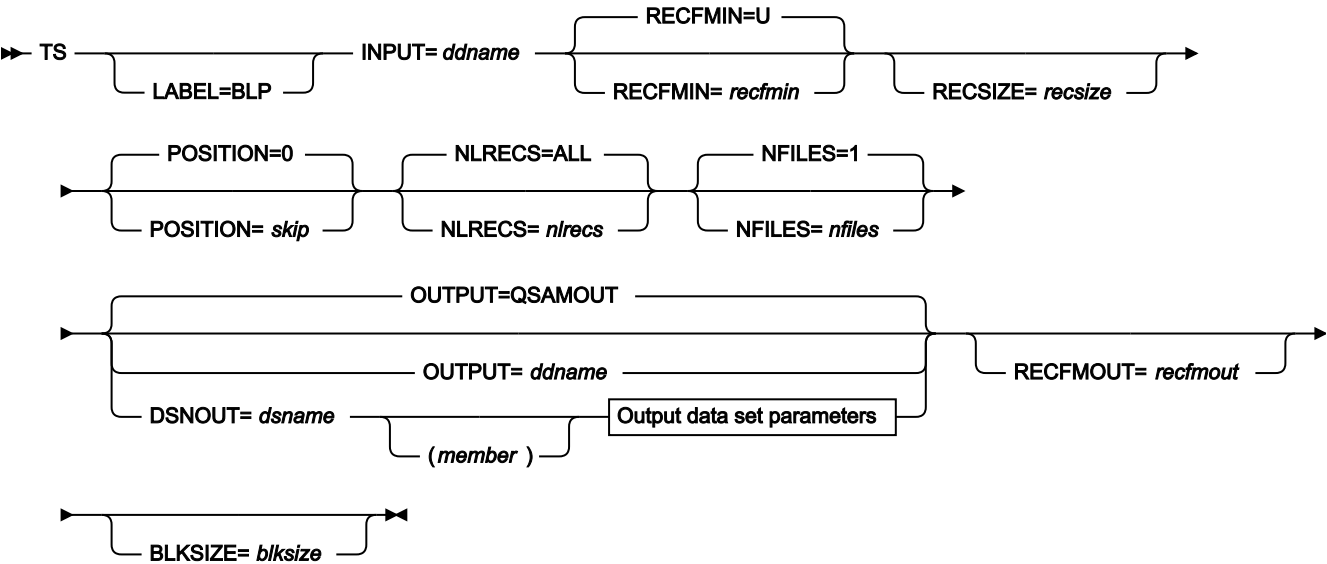 RECFMIN=U
TS INPUT= ddname
LABEL=BLP RECFMIN= recfmin RECSIZE= recsize
POSITION=0 NLRECS=ALL NFILES=1
POSITION= skip NLRECS= nlrecs NFILES= nfiles
OUTPUT=QSAMOUT
OUTPUT= ddname RECFMOUT= recfmout
DSNOUT= dsname Output data set parameters
(member )
BLKSIZE= blksize